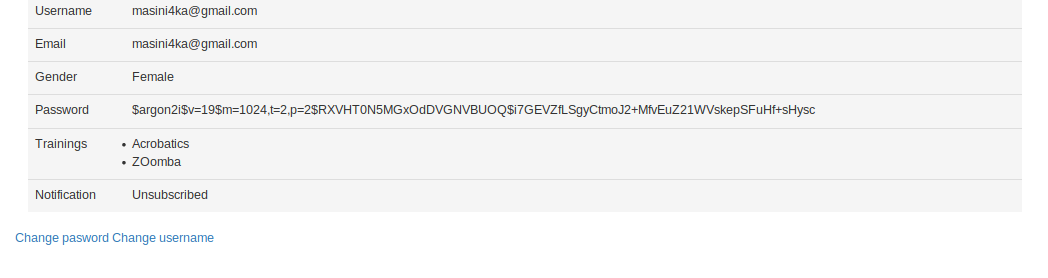 Username masini4ka@gmail.com
Email masini4ka@gmail.com
Gender Female
Password $argon2i$v=19$m=1024,t=2,p=2$RXVHT0N5MGxOdDVGNVBUOQ$i7GEVZfLSgyCtmoJ2+MfvEuZ21WVskepSFuHf+sHysc
Trainings • Acrobatics
• ZOomba
Notification Unsubscribed
Change pasword Change username